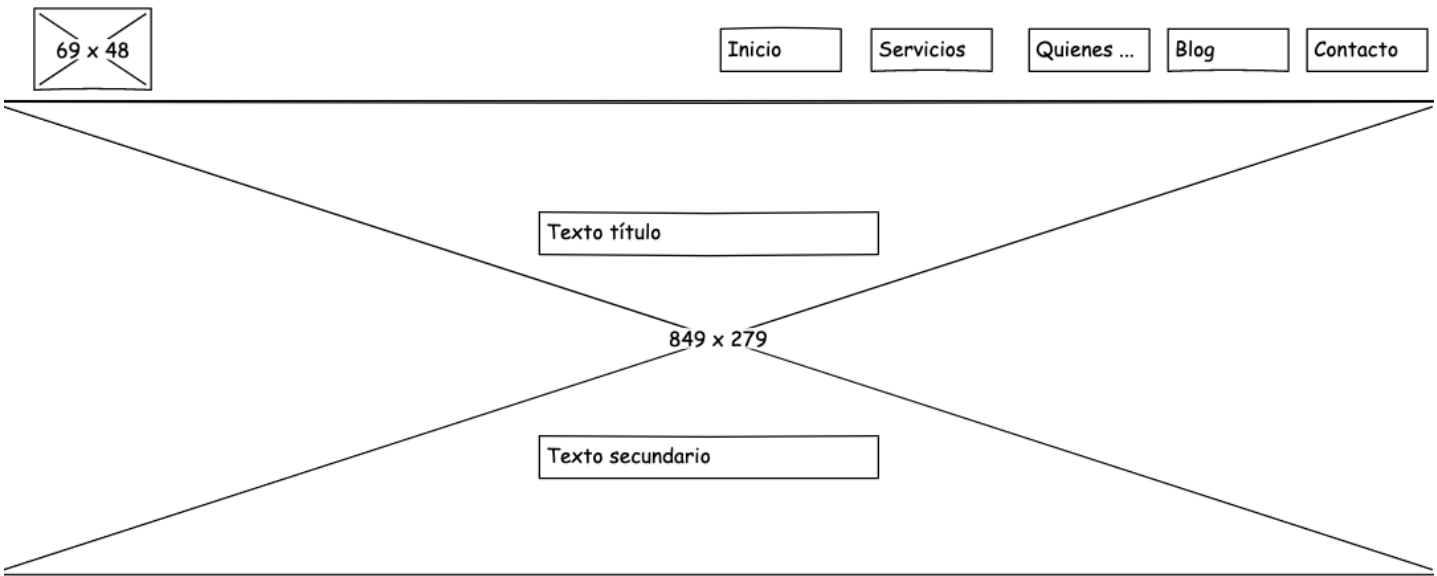 69 x 48
Inicio
Servicios
Quienes ...
Blog
Contacto
Texto título
849 x 279
Texto secundario